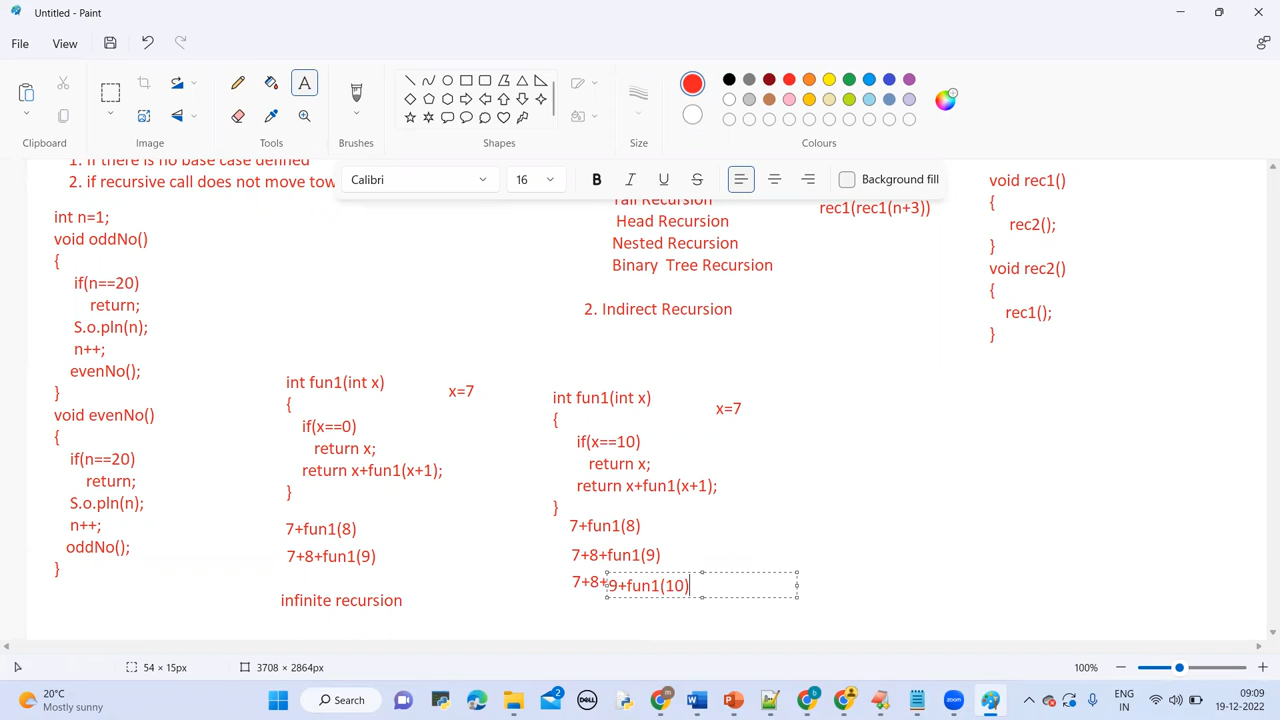 Untitled - Paint
File
View
Clipboard
Image
Tools
Brushes
Shapes
Size
Colours
Calibri
16
B
I
U
Background fill
1. if there is no base case defined
2. if recursive call does not move tow
int n=1;
void oddNo()
{
if(n==20)
return;
S.o.pln(n);
n++;
evenNo();
}
void evenNo()
{
if(n==20)
return;
S.o.pln(n);
n++;
oddNo();
}
int fun1(int x)
x=7
{
if(x==0)
return x;
return x+fun1(x+1);
}
7+fun1(8)
7+8+fun1(9)
infinite recursion
Tail Recursion
Head Recursion
Nested Recursion
Binary Tree Recursion
2. Indirect Recursion
rec1(rec1(n+3))
int fun1(int x)
x=7
{
if(x==10)
return x;
return x+fun1(x+1);
}
7+fun1(8)
7+8+fun1(9)
7+8+9+fun1(10)
void rec1()
{
rec2();
}
void rec2()
{
rec1();
}
54 × 15px
3708 × 2864px
100%
20°C
Mostly sunny
Search
2
DELL
m
b
zoom
ENG
IN
09:09
19-12-2022